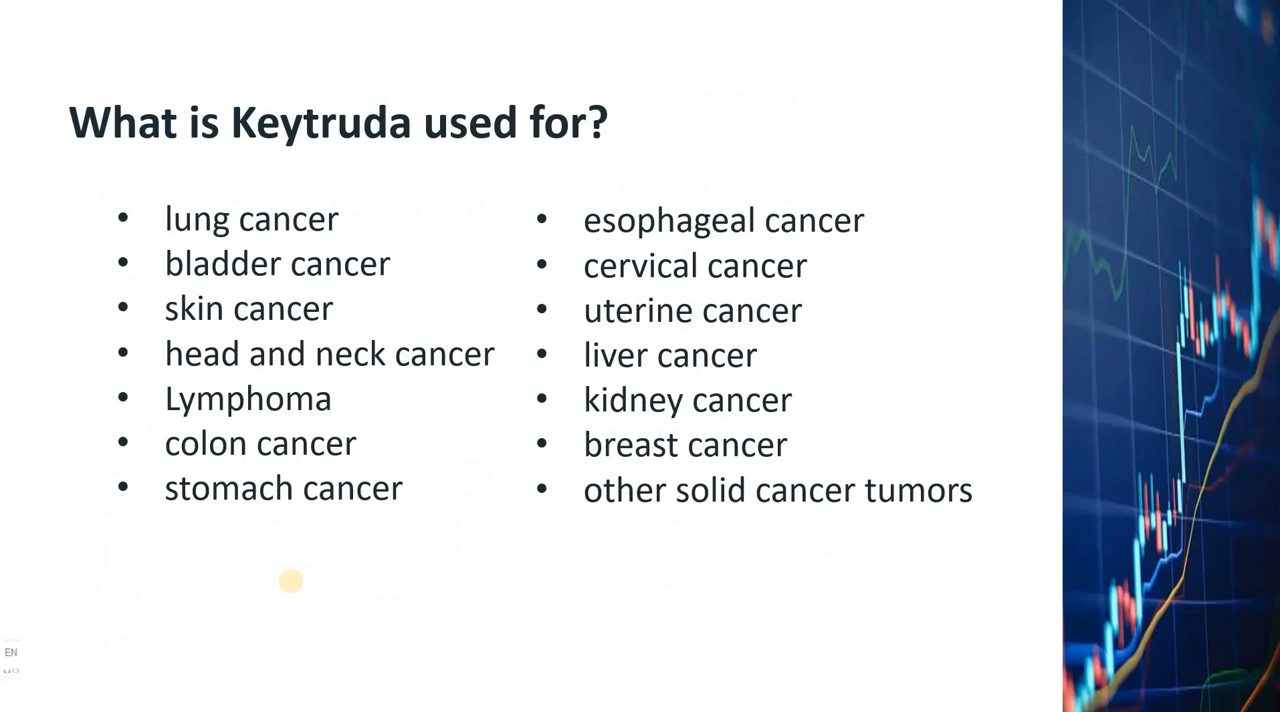 What is Keytruda used for?
• lung cancer
• bladder cancer
• skin cancer
• head and neck cancer
• Lymphoma
• colon cancer
• stomach cancer
• esophageal cancer
• cervical cancer
• uterine cancer
• liver cancer
• kidney cancer
• breast cancer
• other solid cancer tumors
EN